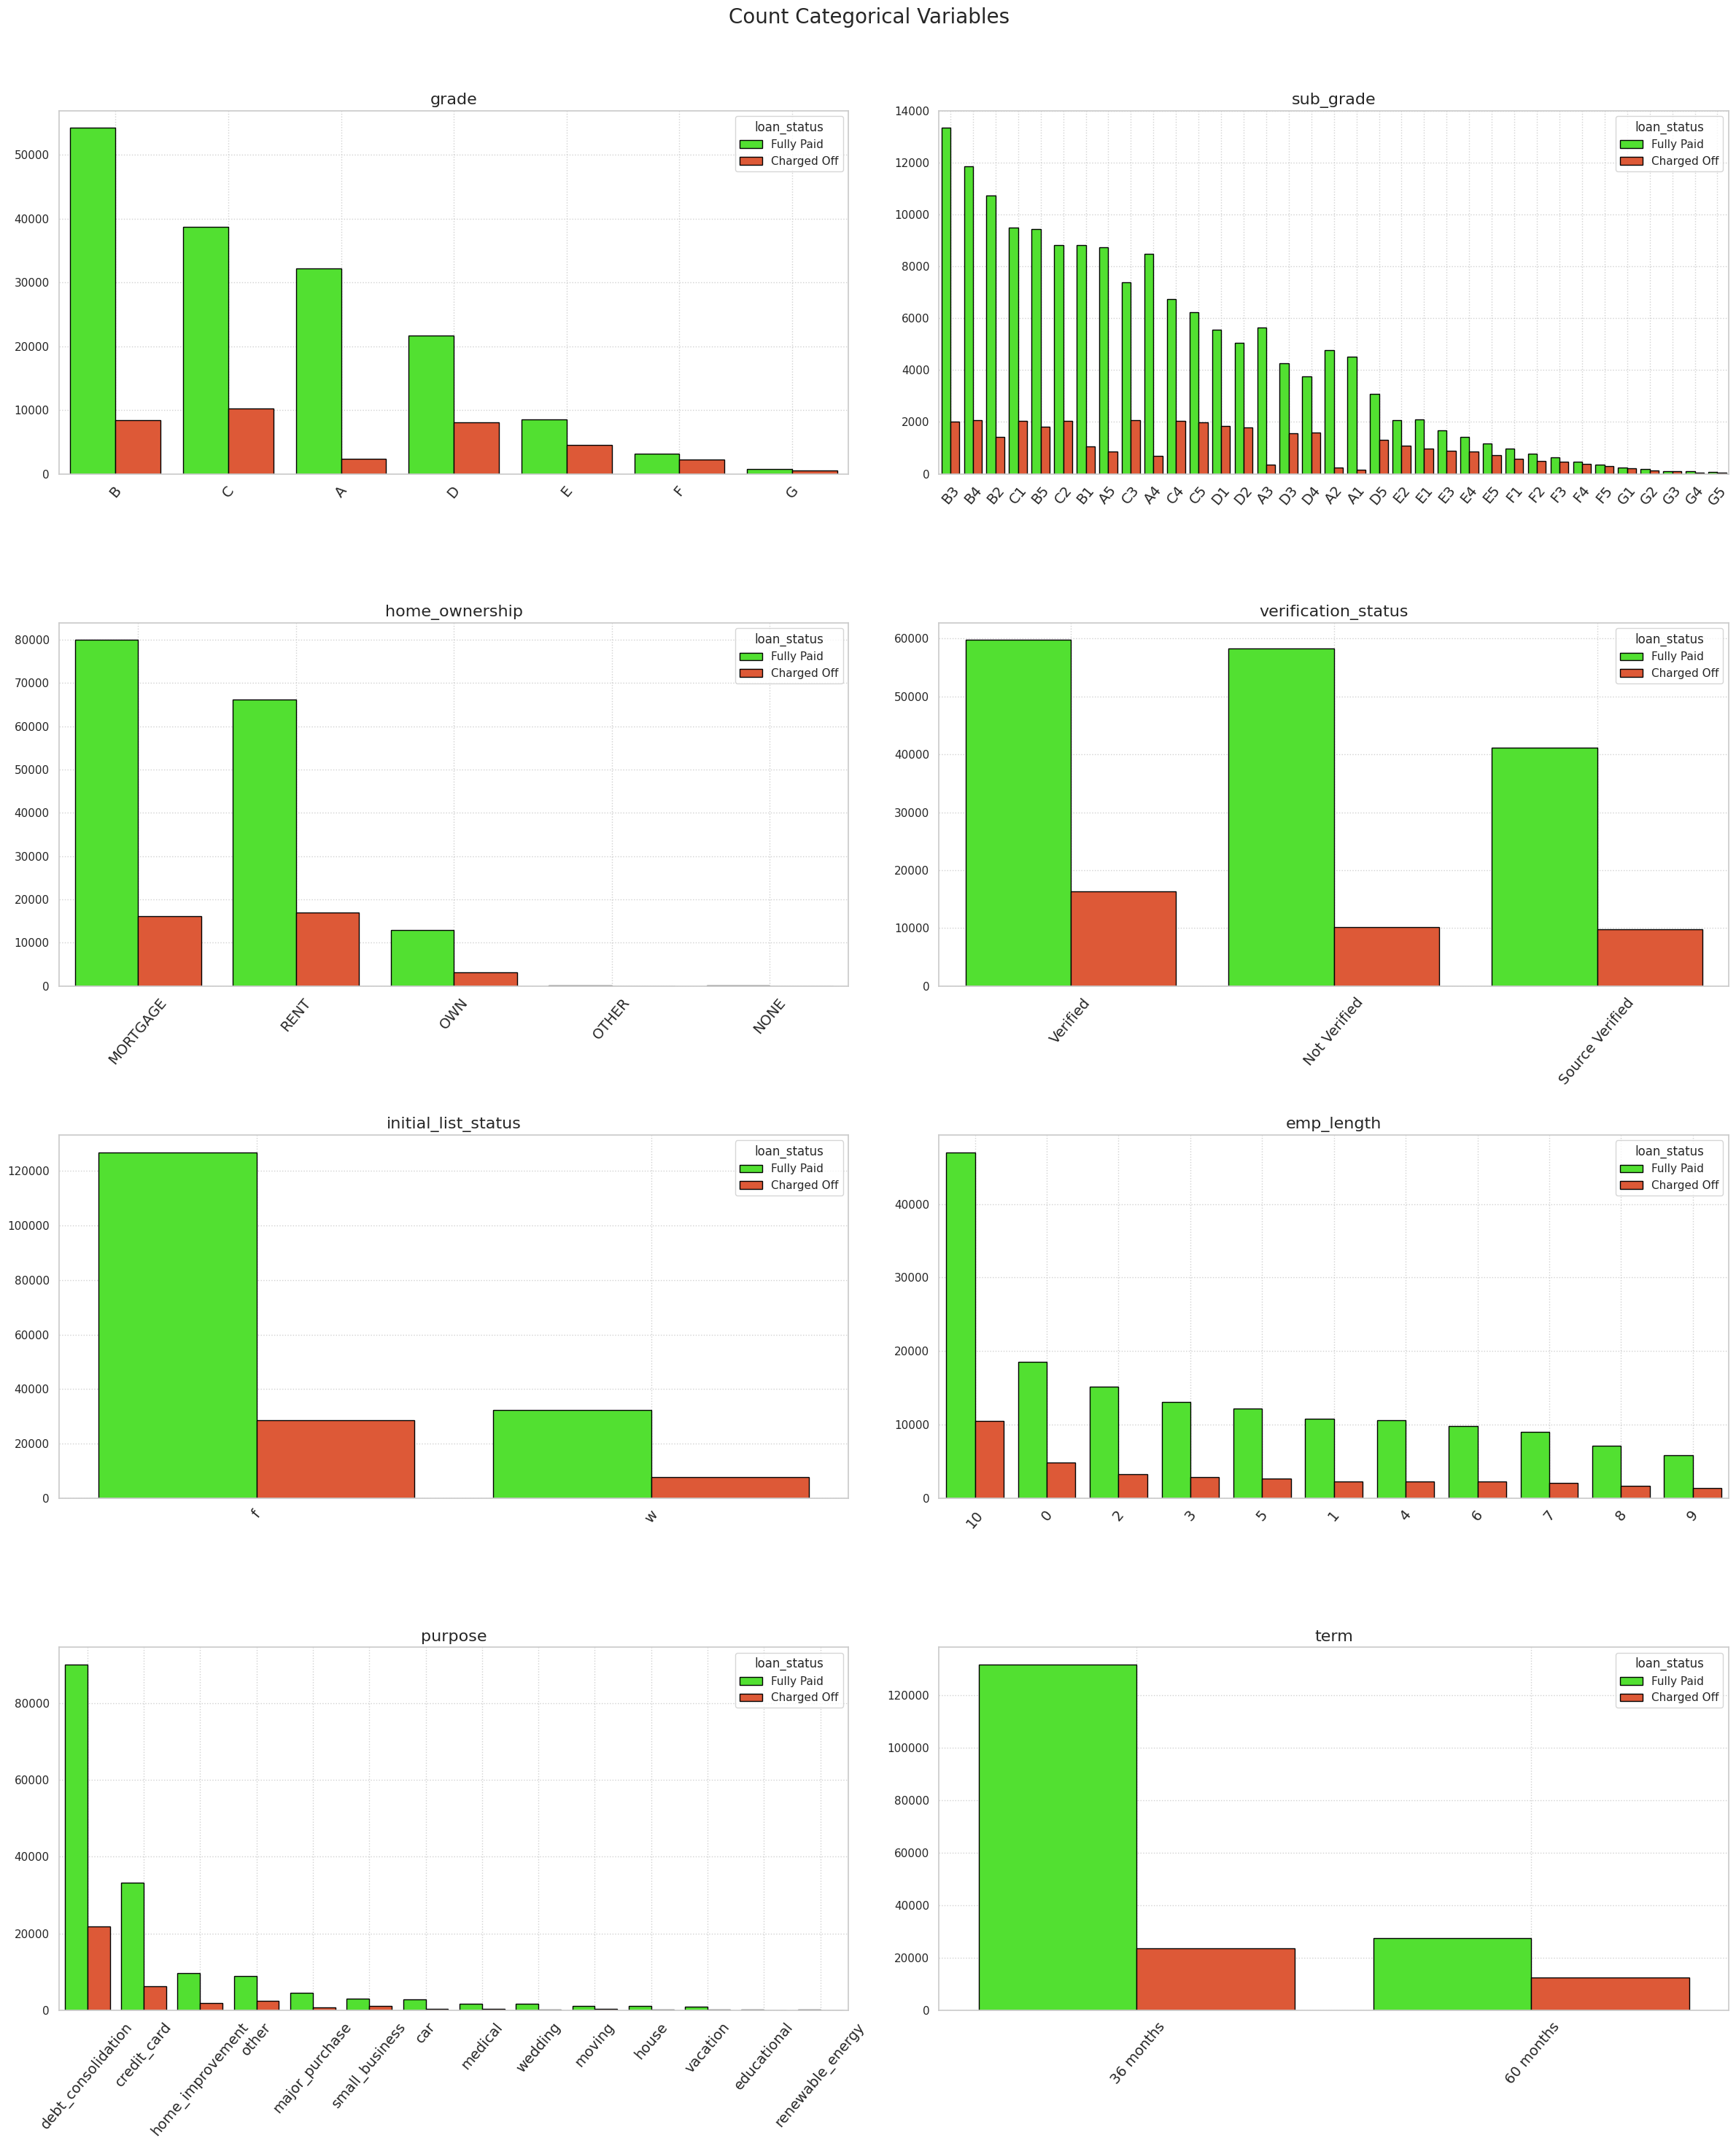 Count Categorical Variables
grade
loan_status
Fully Paid
Charged Off
50000
40000
30000
20000
10000
0
B C A D E F G
sub_grade
loan_status
Fully Paid
Charged Off
14000
12000
10000
8000
6000
4000
2000
0
B3 B4 B2 C1 B5 C2 B1 A5 C3 A4 C4 C5 D1 D2 A3 D3 D4 A2 A1 D5 E2 E1 E3 E4 E5 F1 F2 F3 F4 F5 G1 G2 G3 G4 G5
home_ownership
loan_status
Fully Paid
Charged Off
80000
70000
60000
50000
40000
30000
20000
10000
0
MORTGAGE RENT OWN OTHER NONE
verification_status
loan_status
Fully Paid
Charged Off
60000
50000
40000
30000
20000
10000
0
Verified Not Verified Source Verified
initial_list_status
loan_status
Fully Paid
Charged Off
120000
100000
80000
60000
40000
20000
0
f w
emp_length
loan_status
Fully Paid
Charged Off
40000
30000
20000
10000
0
10 0 2 3 5 1 4 6 7 8 9
purpose
loan_status
Fully Paid
Charged Off
80000
60000
40000
20000
0
debt_consolidation credit_card home_improvement other major_purchase small_business car medical wedding moving house vacation educational renewable_energy
term
loan_status
Fully Paid
Charged Off
120000
100000
80000
60000
40000
20000
0
36 months 60 months